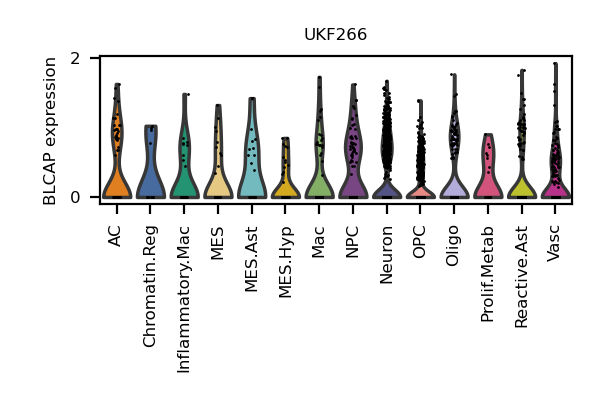 UKF266
BLCAP expression
2
0
AC
Chromatin.Reg
Inflammatory.Mac
MES
MES.Ast
MES.Hyp
Mac
NPC
Neuron
OPC
Oligo
Prolif.Metab
Reactive.Ast
Vasc